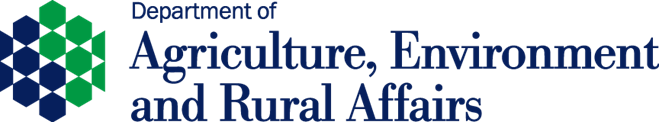 Department of
Agriculture, Environment
and Rural Affairs